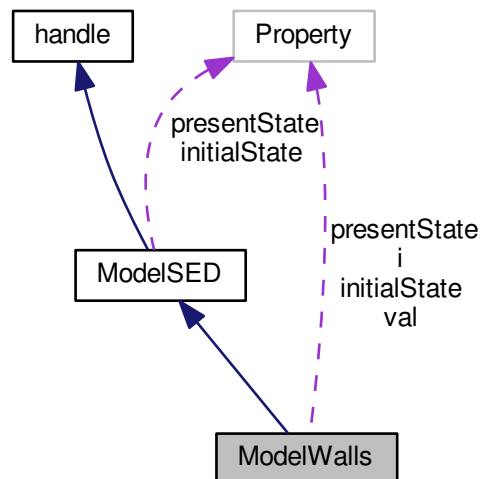 handle
Property
presentState
initialState
presentState
i
initialState
val
ModelSED
ModelWalls